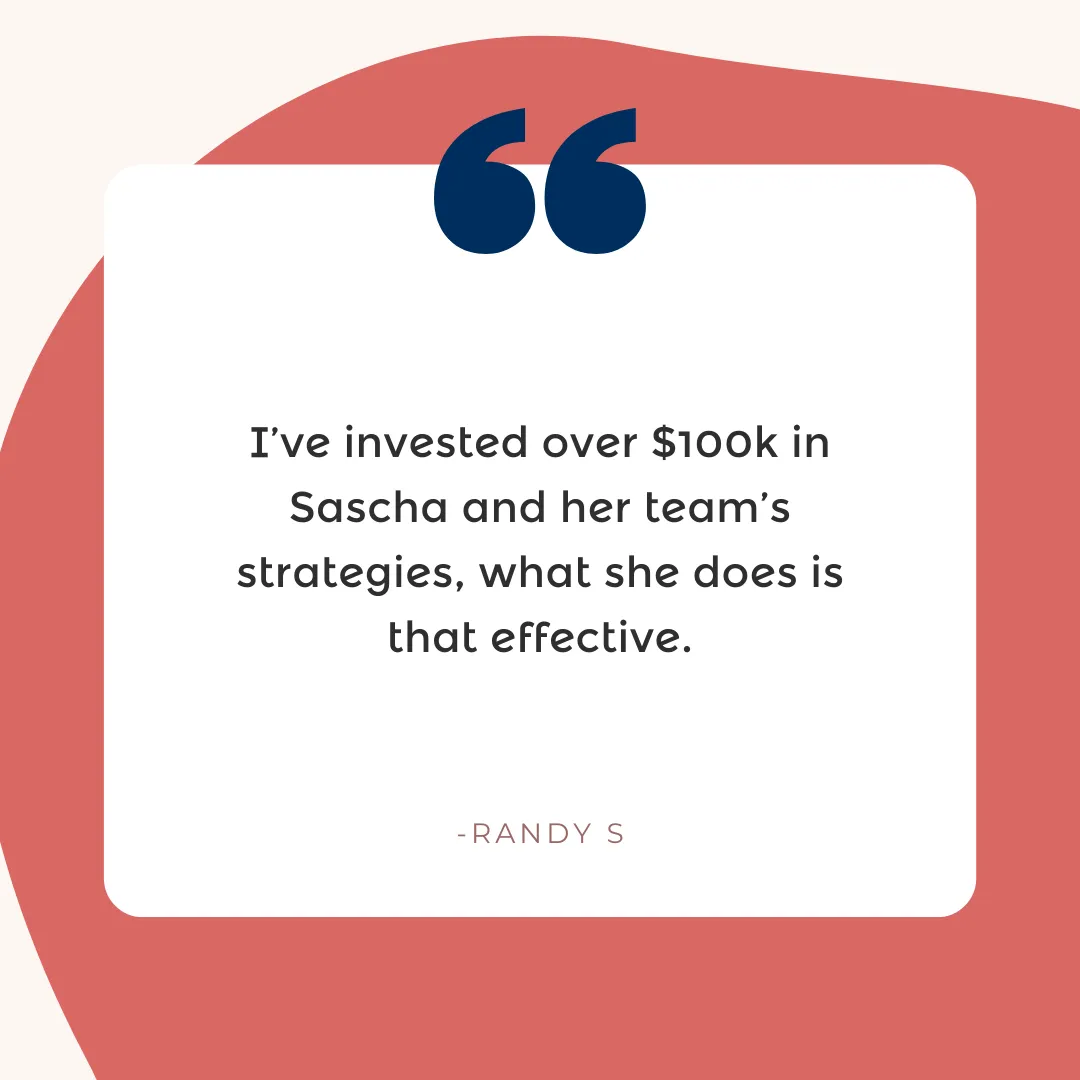 I’ve invested over $100k in
Sascha and her team’s
strategies, what she does is
that effective.
-RANDY S